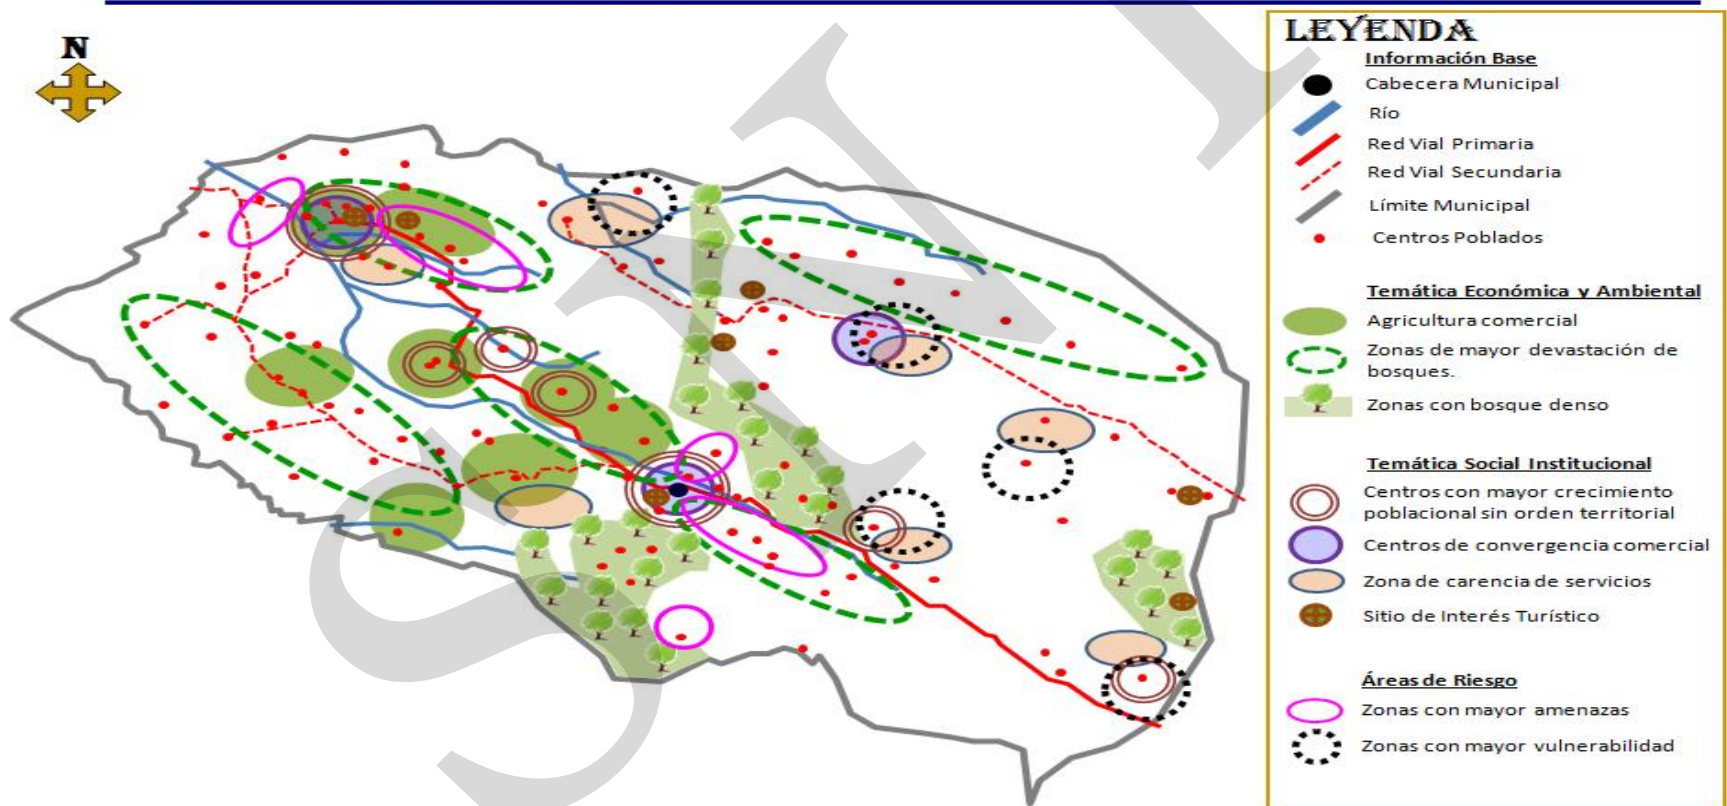 N
LEYENDA
Información Base
Cabecera Municipal
Río
Red Vial Primaria
Red Vial Secundaria
Límite Municipal
Centros Poblados
Temática Económica y Ambiental
Agricultura comercial
Zonas de mayor devastación de
bosques.
Zonas con bosque denso
Temática Social Institucional
Centros con mayor crecimiento
poblacional sin orden territorial
Centros de convergencia comercial
Zona de carencia de servicios
Sitio de Interés Turístico
Áreas de Riesgo
Zonas con mayor amenazas
Zonas con mayor vulnerabilidad